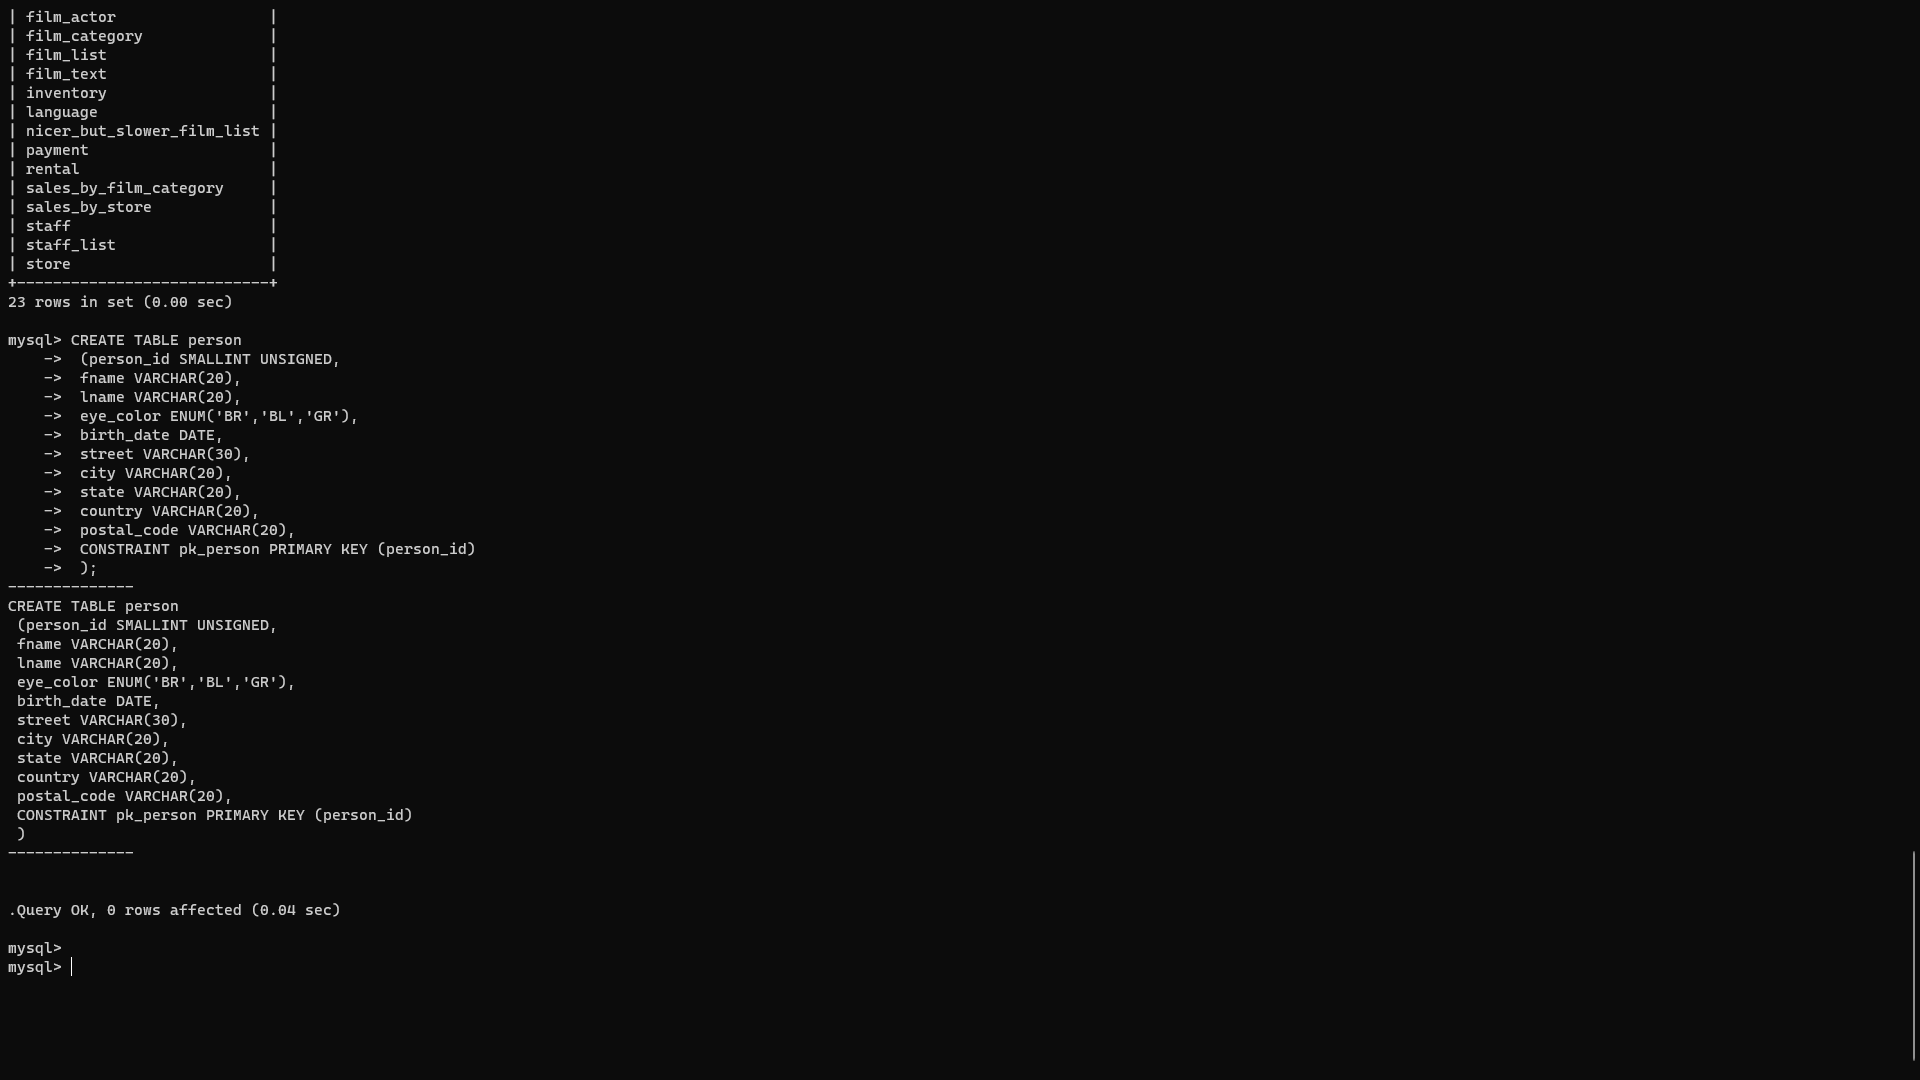 | film_actor                 |
| film_category              |
| film_list                  |
| film_text                  |
| inventory                  |
| language                   |
| nicer_but_slower_film_list |
| payment                    |
| rental                     |
| sales_by_film_category     |
| sales_by_store             |
| staff                      |
| staff_list                 |
| store                      |
+----------------------------+
23 rows in set (0.00 sec)

mysql> CREATE TABLE person
    ->  (person_id SMALLINT UNSIGNED,
    ->  fname VARCHAR(20),
    ->  lname VARCHAR(20),
    ->  eye_color ENUM('BR','BL','GR'),
    ->  birth_date DATE,
    ->  street VARCHAR(30),
    ->  city VARCHAR(20),
    ->  state VARCHAR(20),
    ->  country VARCHAR(20),
    ->  postal_code VARCHAR(20),
    ->  CONSTRAINT pk_person PRIMARY KEY (person_id)
    ->  );
--------------
CREATE TABLE person
 (person_id SMALLINT UNSIGNED,
 fname VARCHAR(20),
 lname VARCHAR(20),
 eye_color ENUM('BR','BL','GR'),
 birth_date DATE,
 street VARCHAR(30),
 city VARCHAR(20),
 state VARCHAR(20),
 country VARCHAR(20),
 postal_code VARCHAR(20),
 CONSTRAINT pk_person PRIMARY KEY (person_id)
 )
--------------

.Query OK, 0 rows affected (0.04 sec)

mysql>
mysql>